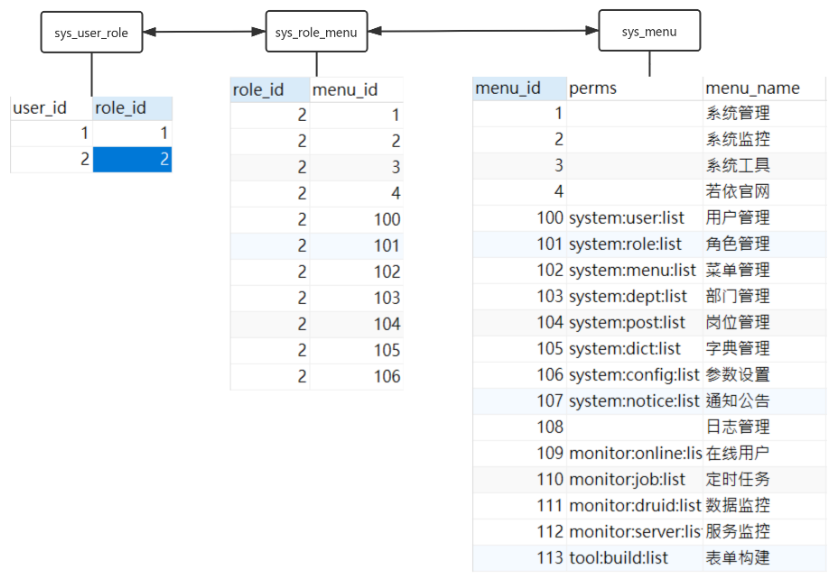 sys_user_role
sys_role_menu
sys_menu
user_id role_id
1 1
2 2
role_id menu_id
2 1
2 2
2 3
2 4
2 100
2 101
2 102
2 103
2 104
2 105
2 106
menu_id perms menu_name
1 系统管理
2 系统监控
3 系统工具
4 若依官网
100 system:user:list 用户管理
101 system:role:list 角色管理
102 system:menu:list 菜单管理
103 system:dept:list 部门管理
104 system:post:list 岗位管理
105 system:dict:list 字典管理
106 system:config:list 参数设置
107 system:notice:list 通知公告
108 日志管理
109 monitor:online:lis 在线用户
110 monitor:job:list 定时任务
111 monitor:druid:list 数据监控
112 monitor:server:lis 服务监控
113 tool:build:list 表单构建